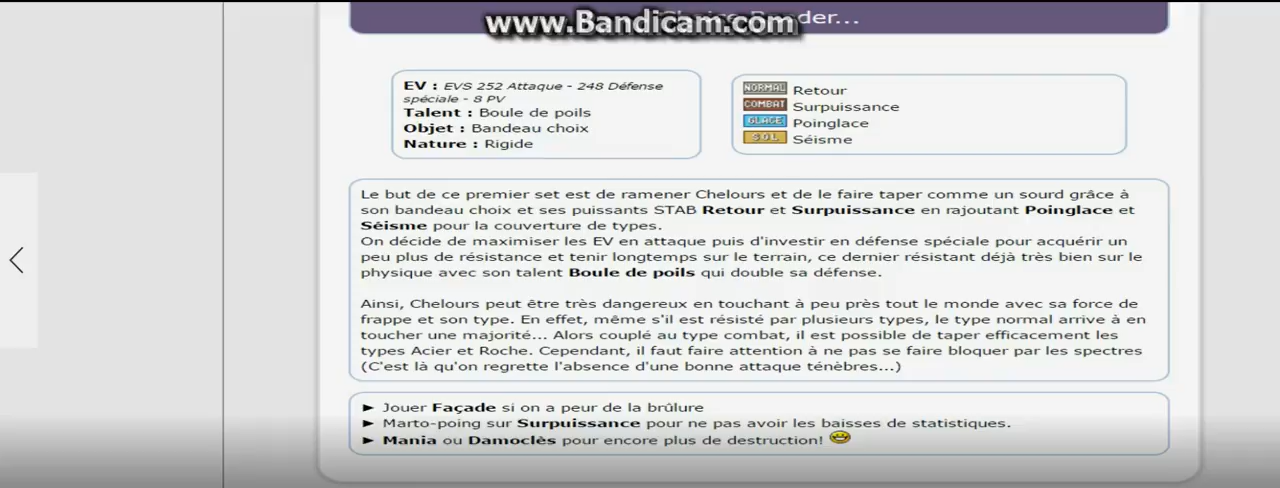 www.Bandicam.com
EV : EVS 252 Attaque - 248 Défense
spéciale - 8 PV
Talent : Boule de poils
Objet : Bandeau choix
Nature : Rigide
NORMAL Retour
COMBAT Surpuissance
GLACE Poinglace
SOL Séisme
Le but de ce premier set est de ramener Chelours et de le faire taper comme un sourd grâce à
son bandeau choix et ses puissants STAB Retour et Surpuissance en rajoutant Poinglace et
Séisme pour la couverture de types.
On décide de maximiser les EV en attaque puis d'investir en défense spéciale pour acquérir un
peu plus de résistance et tenir longtemps sur le terrain, ce dernier résistant déjà très bien sur le
physique avec son talent Boule de poils qui double sa défense.
Ainsi, Chelours peut être très dangereux en touchant à peu près tout le monde avec sa force de
frappe et son type. En effet, même s'il est résisté par plusieurs types, le type normal arrive à en
toucher une majorité... Alors couplé au type combat, il est possible de taper efficacement les
types Acier et Roche. Cependant, il faut faire attention à ne pas se faire bloquer par les spectres
(C'est là qu'on regrette l'absence d'une bonne attaque ténèbres...)
► Jouer Façade si on a peur de la brûlure
► Marto-poing sur Surpuissance pour ne pas avoir les baisses de statistiques.
► Mania ou Damoclès pour encore plus de destruction!